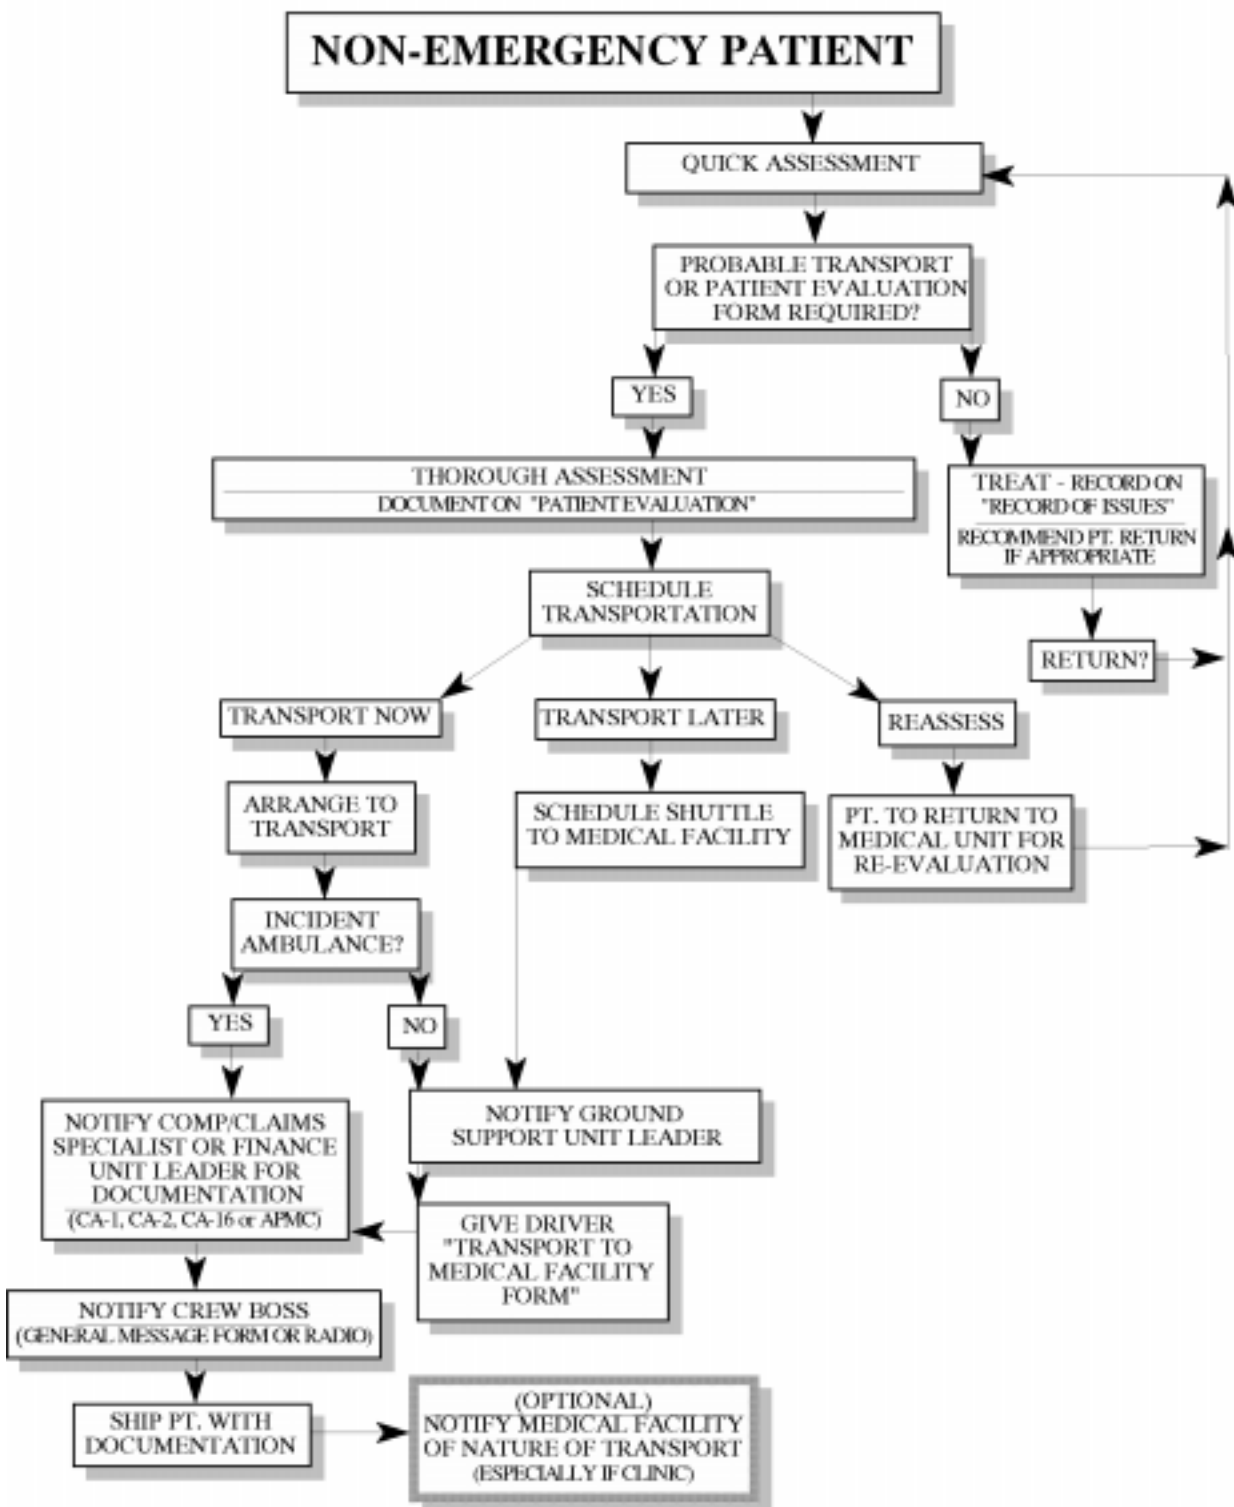 NON-EMERGENCY PATIENT
QUICK ASSESSMENT
PROBABLE TRANSPORT
OR PATIENT EVALUATION
FORM REQUIRED?
YES
NO
THOROUGH ASSESSMENT
DOCUMENT ON "PATIENT EVALUATION"
TREAT - RECORD ON
"RECORD OF ISSUES"
RECOMMEND PT. RETURN
IF APPROPRIATE
SCHEDULE
TRANSPORTATION
RETURN?
TRANSPORT NOW
TRANSPORT LATER
REASSESS
ARRANGE TO
TRANSPORT
SCHEDULE SHUTTLE
TO MEDICAL FACILITY
PT. TO RETURN TO
MEDICAL UNIT FOR
RE-EVALUATION
INCIDENT
AMBULANCE?
YES
NO
NOTIFY COMP/CLAIMS
SPECIALIST OR FINANCE
UNIT LEADER FOR
DOCUMENTATION
(CA-1, CA-2, CA-16 or APMC)
NOTIFY GROUND
SUPPORT UNIT LEADER
GIVE DRIVER
"TRANSPORT TO
MEDICAL FACILITY
FORM"
NOTIFY CREW BOSS
(GENERAL MESSAGE FORM OR RADIO)
SHIP PT. WITH
DOCUMENTATION
(OPTIONAL)
NOTIFY MEDICAL FACILITY
OF NATURE OF TRANSPORT
(ESPECIALLY IF CLINIC)